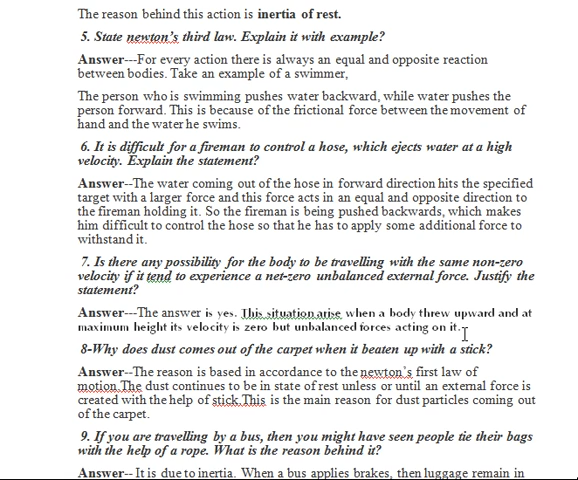 The reason behind this action is inertia of rest.
5. State newton's third law. Explain it with example?
Answer---For every action there is always an equal and opposite reaction
between bodies. Take an example of a swimmer,
The person who is swimming pushes water backward, while water pushes the
person forward. This is because of the frictional force between the movement of
hand and the water he swims.
6. It is difficult for a fireman to control a hose, which ejects water at a high
velocity. Explain the statement?
Answer--The water coming out of the hose in forward direction hits the specified
target with a larger force and this force acts in an equal and opposite direction to
the fireman holding it. So the fireman is being pushed backwards, which makes
him difficult to control the hose so that he has to apply some additional force to
withstand it.
7. Is there any possibility for the body to be travelling with the same non-zero
velocity if it tend to experience a net-zero unbalanced external force. Justify the
statement?
Answer---The answer is yes. This situation arise when a body threw upward and at
maximum height its velocity is zero but unbalanced forces acting on it.
8-Why does dust comes out of the carpet when it beaten up with a stick?
Answer--The reason is based in accordance to the newton's first law of
motion.The dust continues to be in state of rest unless or until an external force is
created with the help of stick.This is the main reason for dust particles coming out
of the carpet.
9. If you are travelling by a bus, then you might have seen people tie their bags
with the help of a rope. What is the reason behind it?
Answer-- It is due to inertia. When a bus applies brakes, then luggage remain in